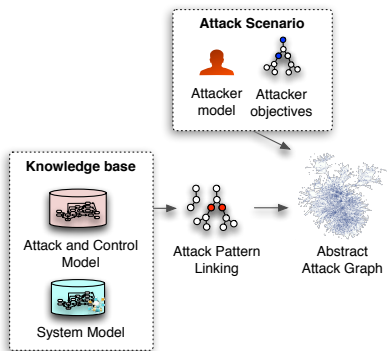 Attack Scenario
Attacker
model
Attacker
objectives
Knowledge base
Attack and Control
Model
System Model
Attack Pattern
Linking
Abstract
Attack Graph